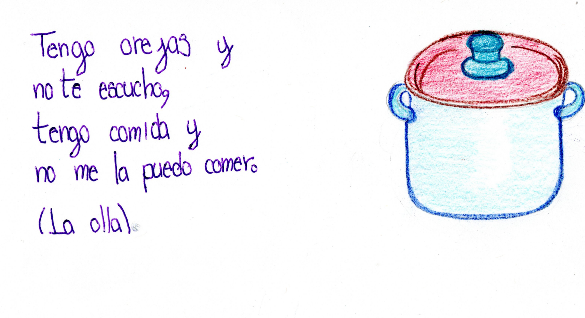 Tengo orejas y
no te escucho,
tengo comida y
no me la puedo comer.
(La olla).